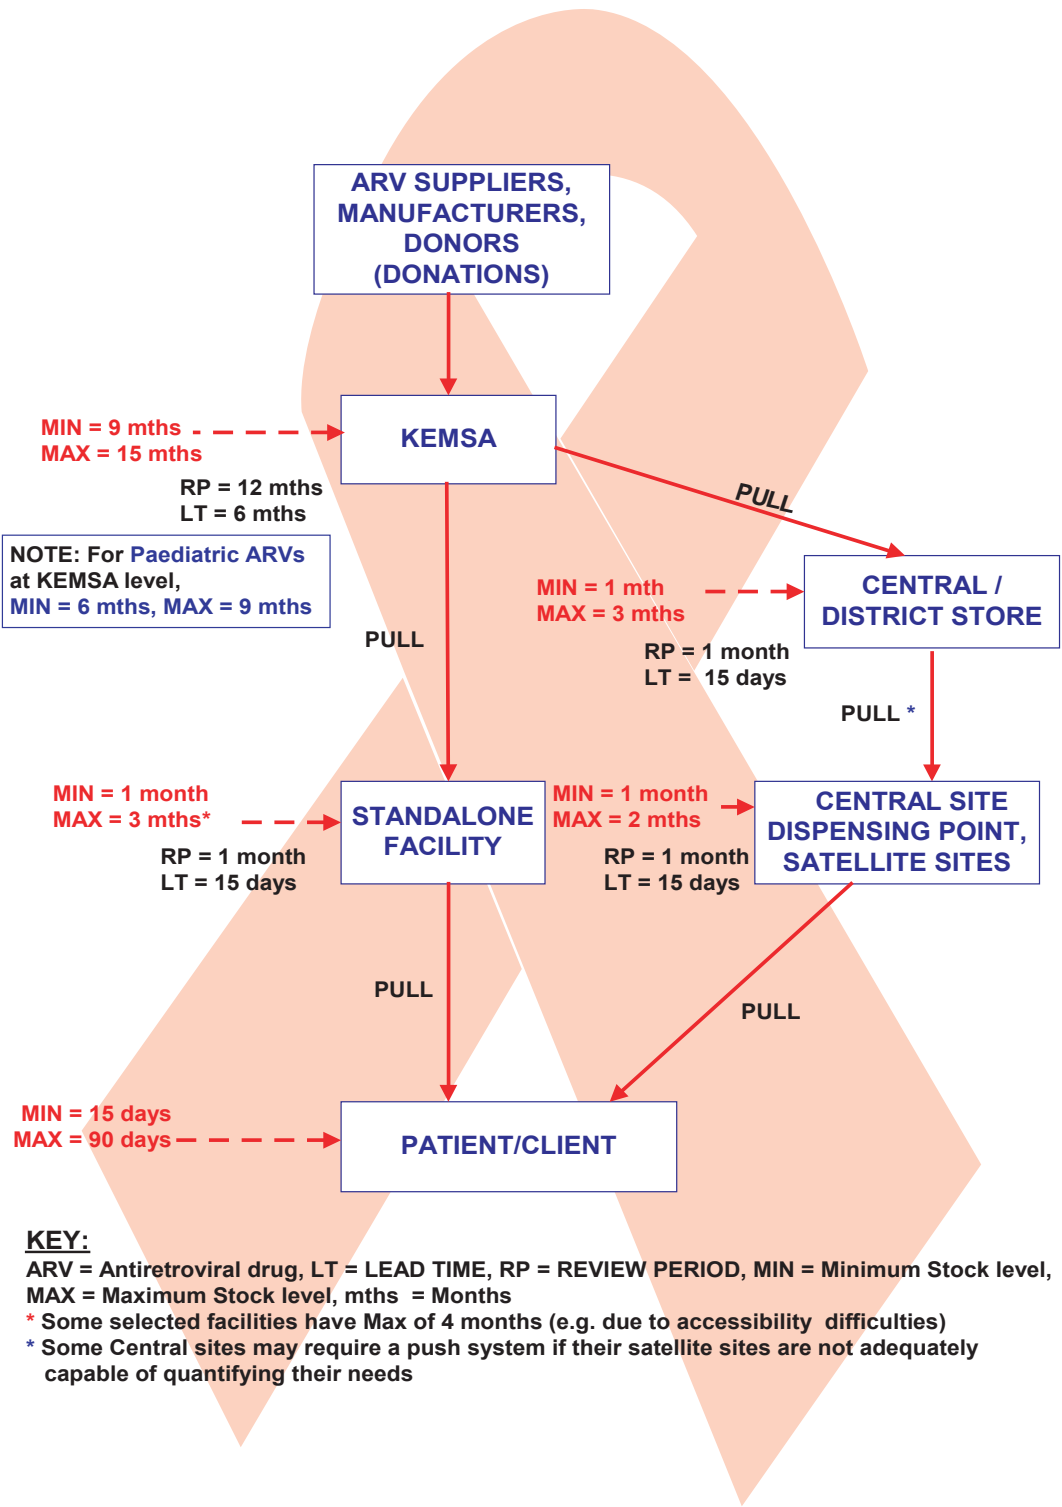 ARV SUPPLIERS,
MANUFACTURERS,
DONORS
(DONATIONS)
MIN = 9 mths
MAX = 15 mths
KEMSA
RP = 12 mths
LT = 6 mths
PULL
NOTE: For Paediatric ARVs
at KEMSA level,
MIN = 6 mths, MAX = 9 mths
MIN = 1 mth
MAX = 3 mths
CENTRAL /
DISTRICT STORE
RP = 1 month
LT = 15 days
PULL
PULL *
MIN = 1 month
MAX = 3 mths*
STANDALONE
FACILITY
RP = 1 month
LT = 15 days
MIN = 1 month
MAX = 2 mths
CENTRAL SITE
DISPENSING POINT,
SATELLITE SITES
RP = 1 month
LT = 15 days
PULL
PULL
MIN = 15 days
MAX = 90 days
PATIENT/CLIENT
KEY:
ARV = Antiretroviral drug, LT = LEAD TIME, RP = REVIEW PERIOD, MIN = Minimum Stock level,
MAX = Maximum Stock level, mths = Months
* Some selected facilities have Max of 4 months (e.g. due to accessibility difficulties)
* Some Central sites may require a push system if their satellite sites are not adequately
capable of quantifying their needs